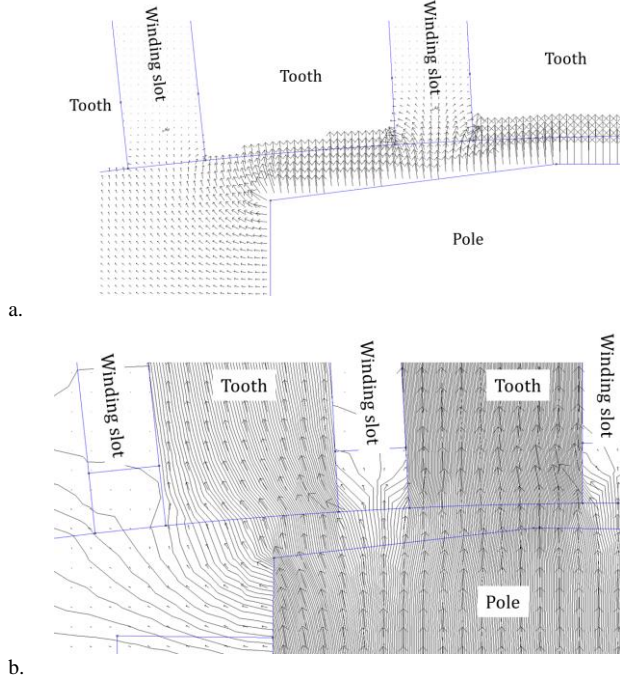 Winding slot
Winding slot
Tooth
Tooth
Tooth
Pole
a.
Winding slot
Tooth
Winding slot
Tooth
Winding slot
Pole
b.